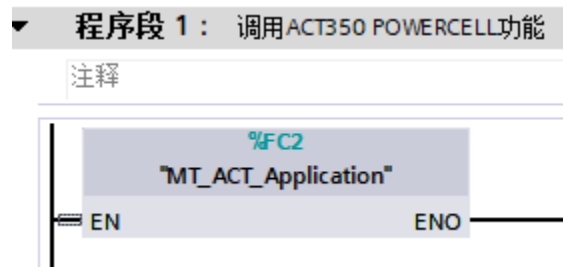 程序段 1： 调用ACT350 POWERCELL功能
注释
%FC2
"MT_ACT_Application"
EN ENO